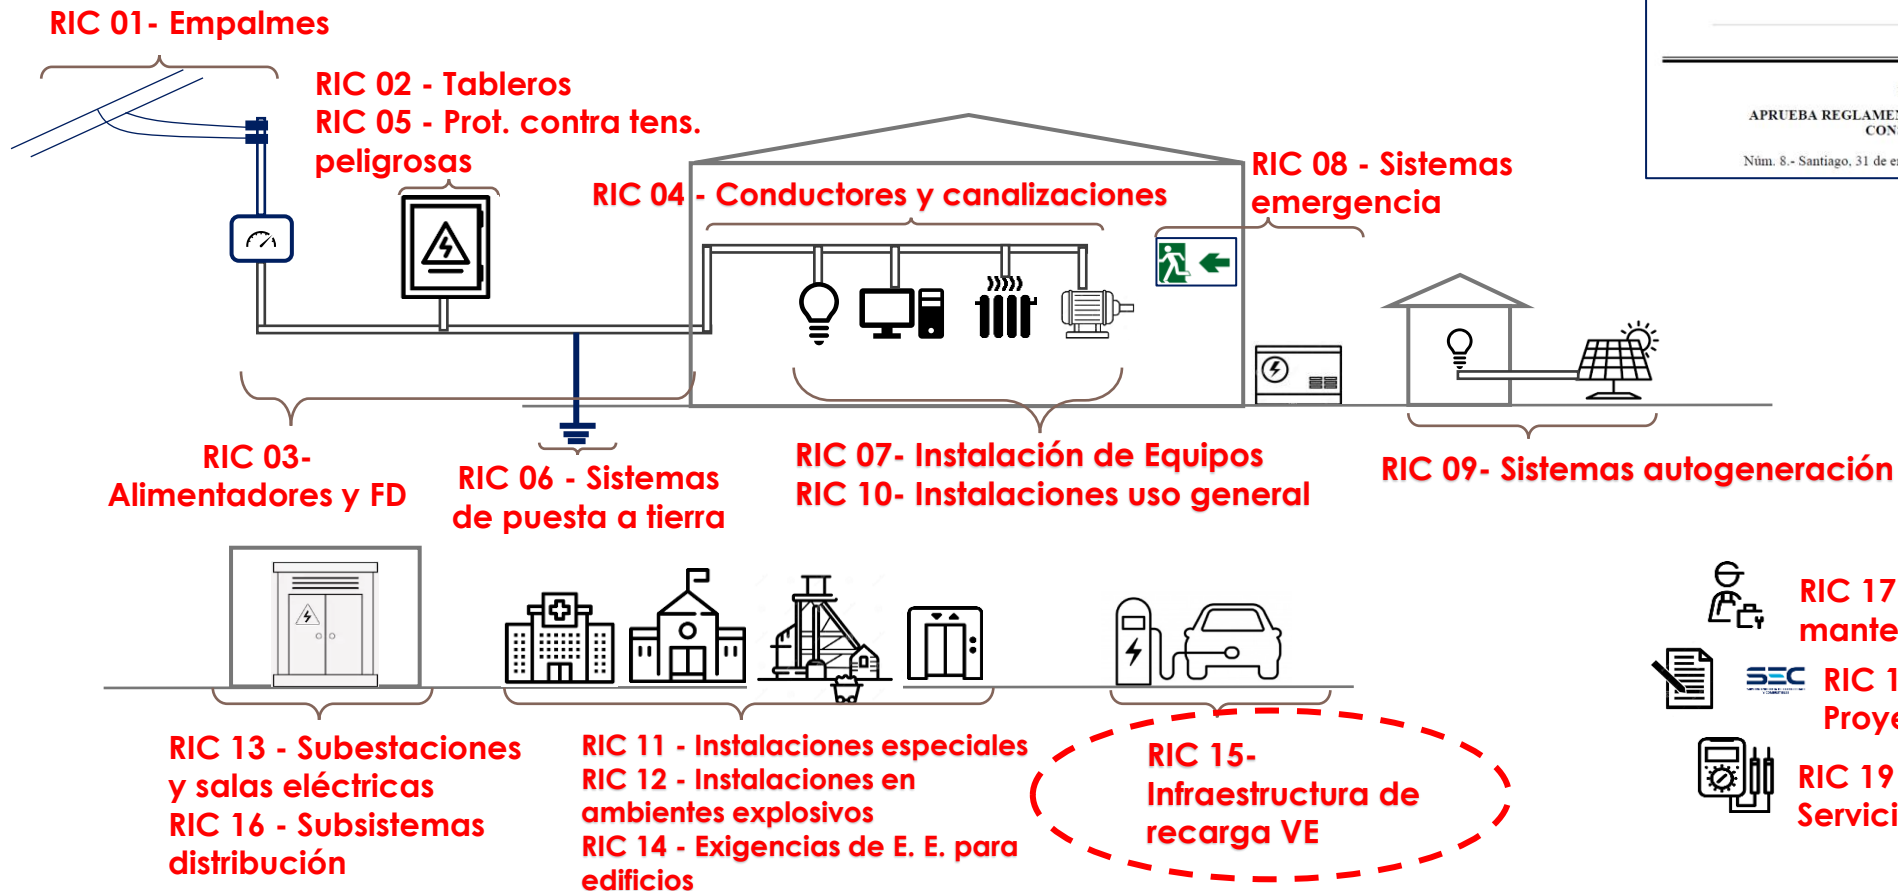 RIC 01- Empalmes
RIC 02 - Tableros
RIC 05 - Prot. contra tens.
peligrosas
RIC 04 - Conductores y canalizaciones
RIC 08 - Sistemas
emergencia
APRUEBA REGLAMEN
CON
Núm. 8.- Santiago, 31 de e
RIC 03-
Alimentadores y FD
RIC 06 - Sistemas
de puesta a tierra
RIC 07- Instalación de Equipos
RIC 10- Instalaciones uso general
RIC 09- Sistemas autogeneración
RIC 13 - Subestaciones
y salas eléctricas
RIC 16 - Subsistemas
distribución
RIC 11 - Instalaciones especiales
RIC 12 - Instalaciones en
ambientes explosivos
RIC 14 - Exigencias de E. E. para
edificios
RIC 15-
Infraestructura de
recarga VE
RIC 17
mante
SEC
RIC 1
Proye
RIC 19
Servici